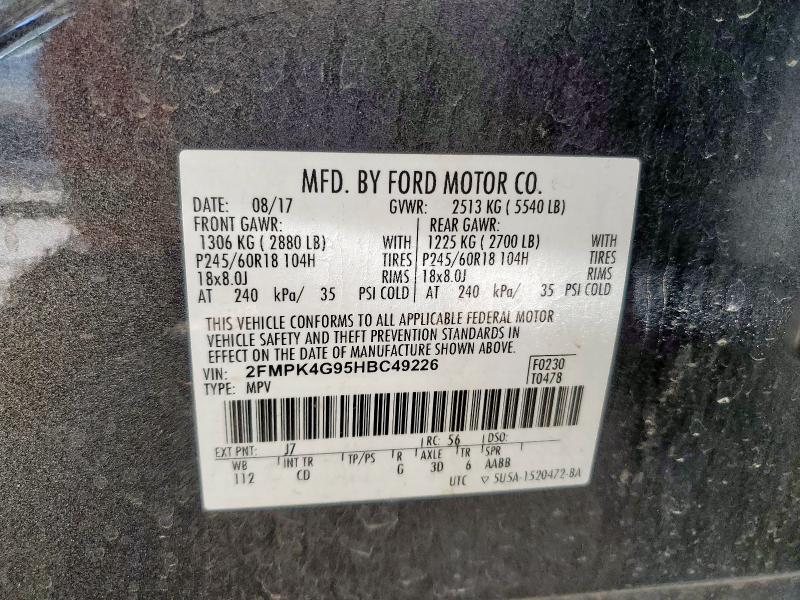 MFD. BY FORD MOTOR CO.
DATE: 08/17 GVWR: 2513 KG ( 5540 LB)
FRONT GAWR: REAR GAWR:
1306 KG ( 2880 LB) WITH 1225 KG ( 2700 LB) WITH
P245/60R18 104H TIRES P245/60R18 104H TIRES
18x8.0J RIMS 18x8.0J RIMS
AT 240 kPa/ 35 PSI COLD AT 240 kPa/ 35 PSI COLD
THIS VEHICLE CONFORMS TO ALL APPLICABLE FEDERAL MOTOR
VEHICLE SAFETY AND THEFT PREVENTION STANDARDS IN
EFFECT ON THE DATE OF MANUFACTURE SHOWN ABOVE.
VIN: 2FMPK4G95HBC49226 F0230
TYPE: MPV T0478
EXT PNT: J7 RC: 56 DSO:
WB INT TR TP/PS R AXLE TR SPR
112 CD G 3D 6 AABB
UTC ▽ 5U5A-1520472-BA